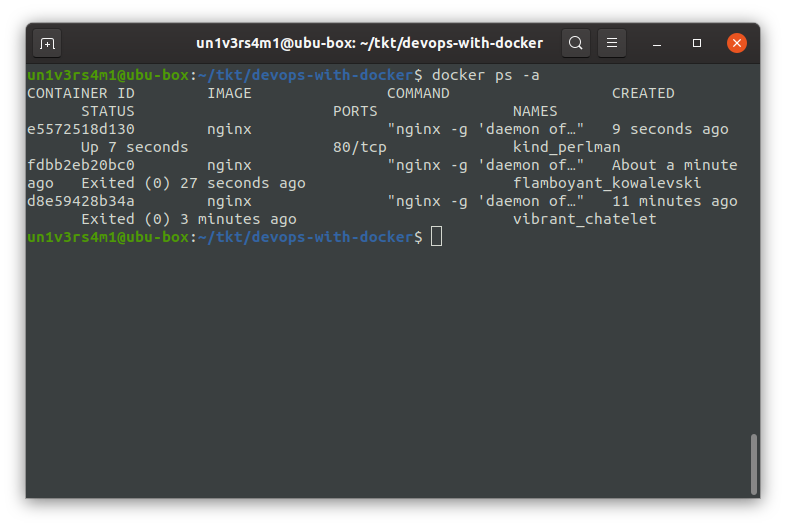 un1v3rs4m1@ubu-box: ~/tkt/devops-with-docker
un1v3rs4m1@ubu-box:~/tkt/devops-with-docker$ docker ps -a
CONTAINER ID        IMAGE               COMMAND                  CREATED
      STATUS                      PORTS               NAMES
e5572518d130        nginx               "nginx -g 'daemon of…"   9 seconds ago
      Up 7 seconds                80/tcp              kind_perlman
fdbb2eb20bc0        nginx               "nginx -g 'daemon of…"   About a minute
ago   Exited (0) 27 seconds ago                       flamboyant_kowalevski
d8e59428b34a        nginx               "nginx -g 'daemon of…"   11 minutes ago
      Exited (0) 3 minutes ago                        vibrant_chatelet
un1v3rs4m1@ubu-box:~/tkt/devops-with-docker$